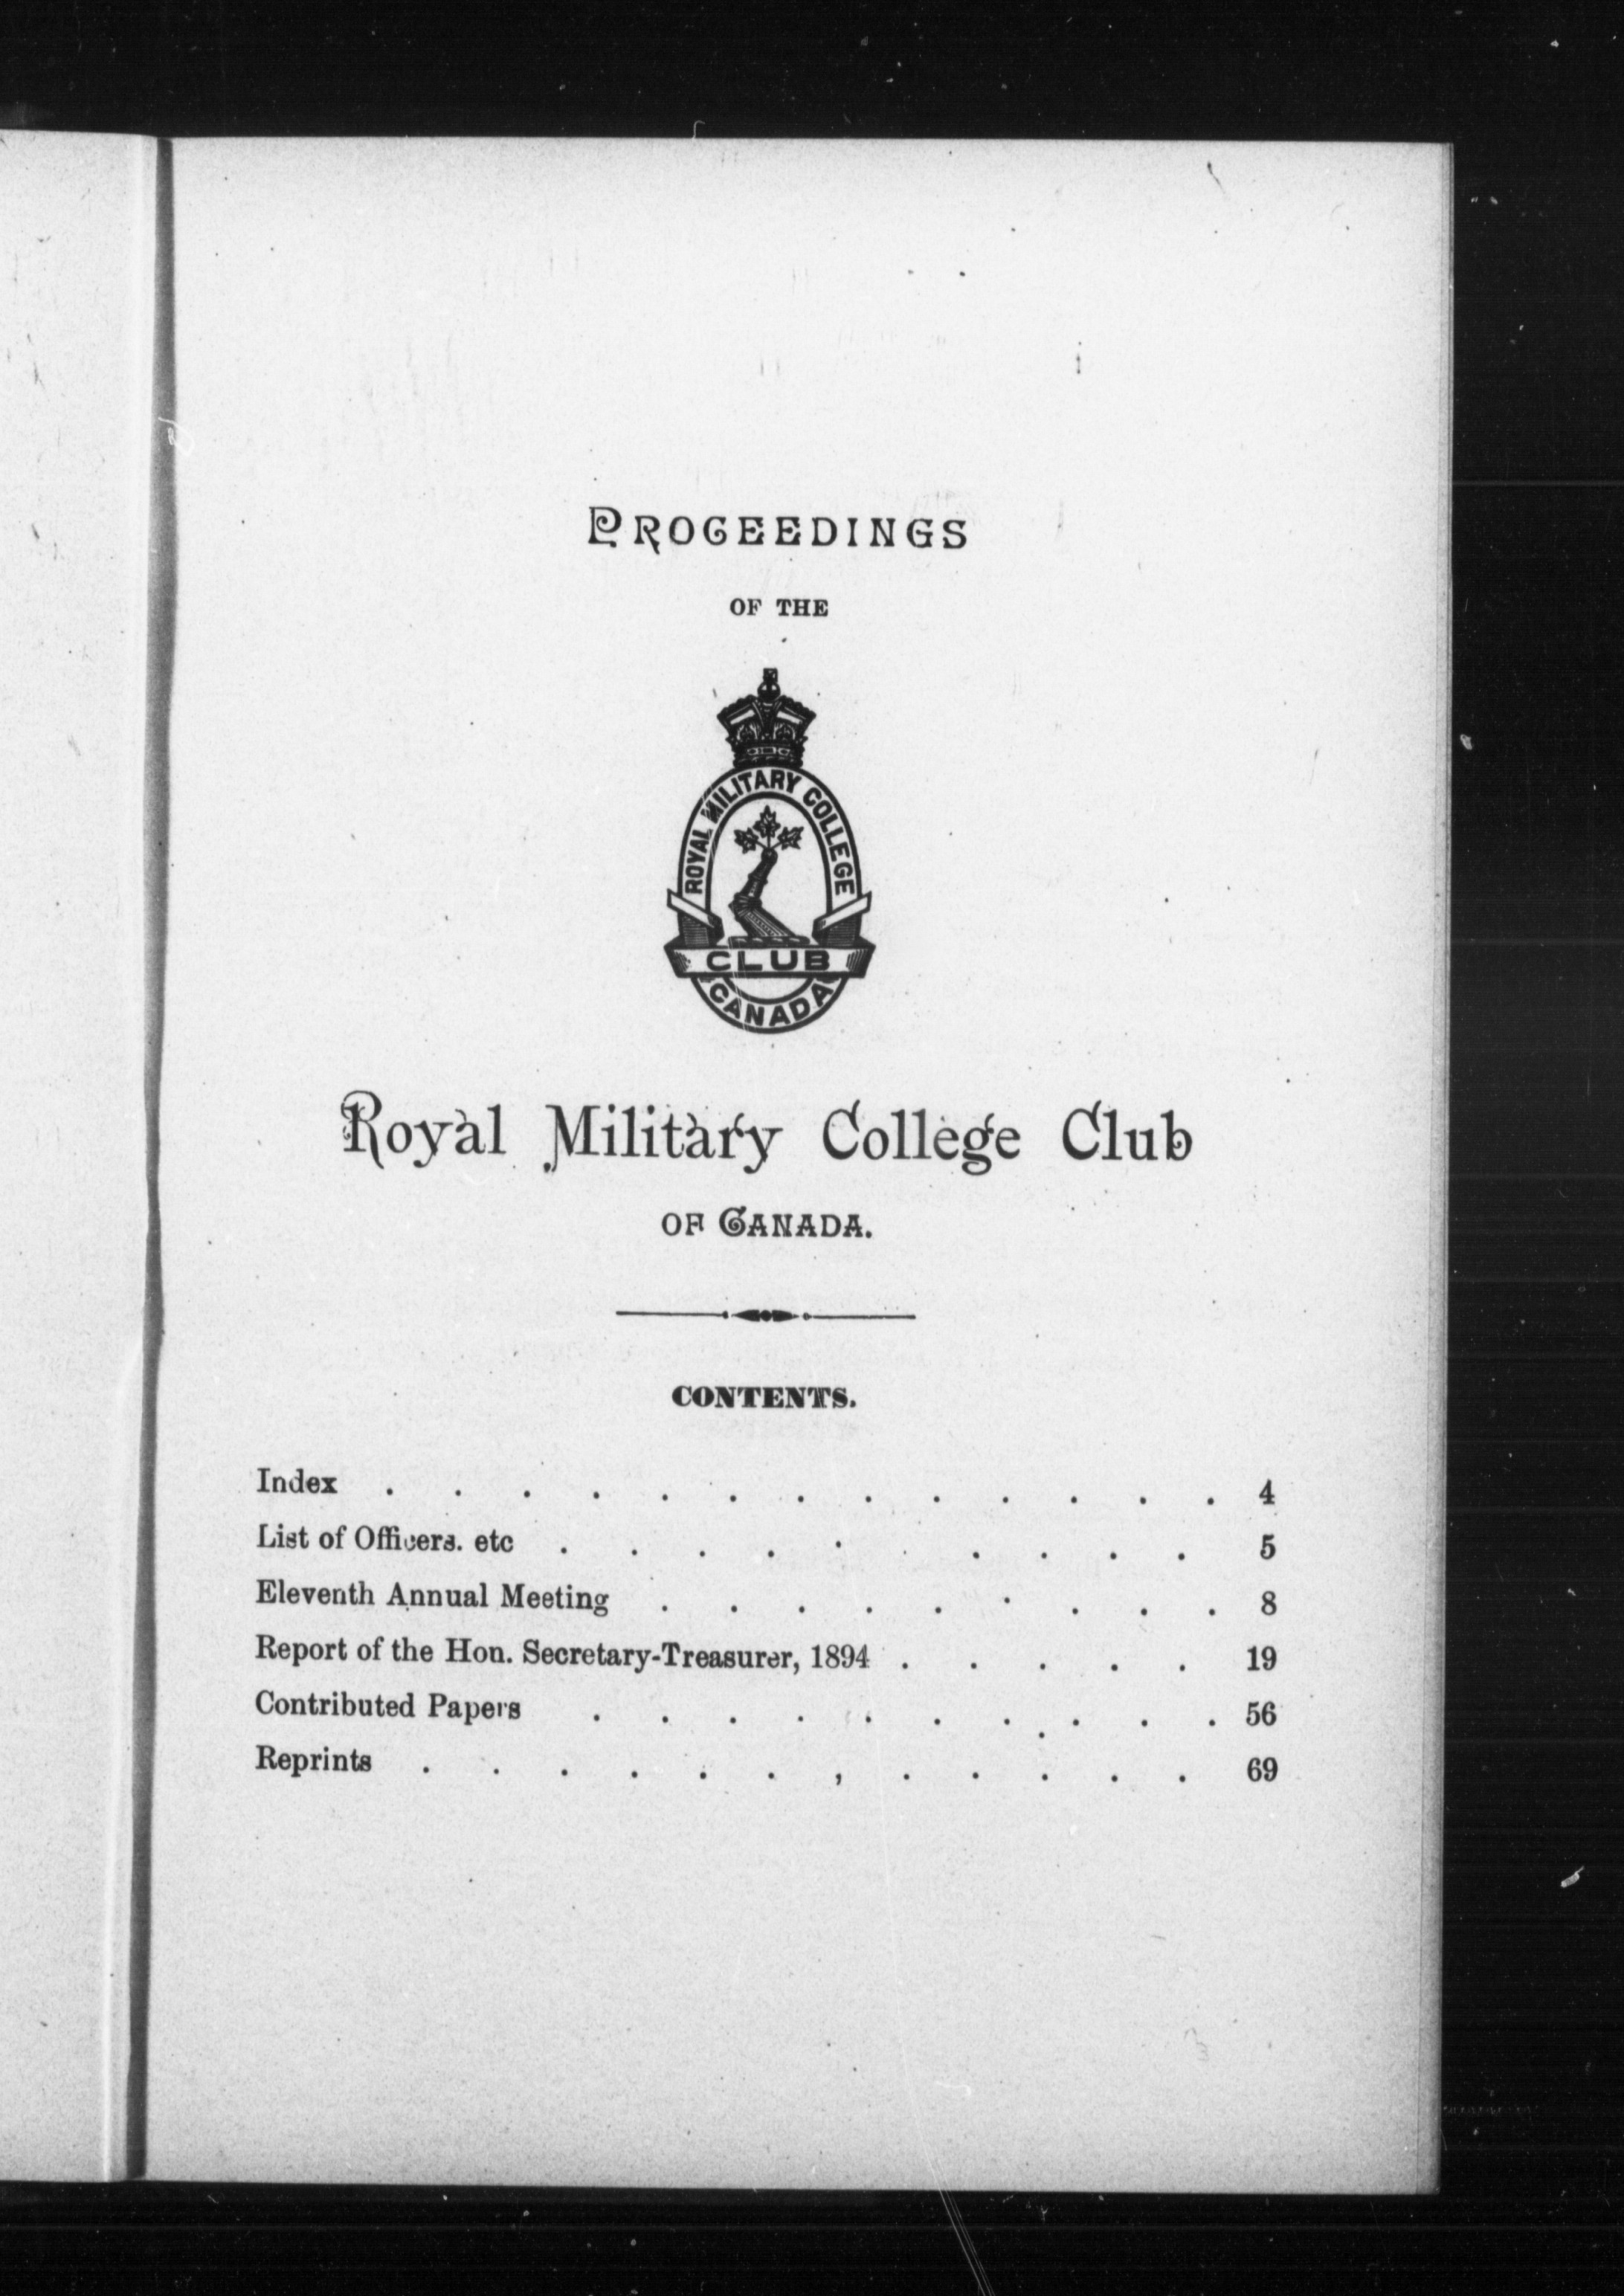 PROCEEDINGS
OF THE
ROYAL MILITARY COLLEGE
CLUB
CANADA
Royal Military College Club
OF CANADA.
CONTENTS.
Index . . . . . . . . . . . . . 4
List of Officers. etc . . . . . . . . . . 5
Eleventh Annual Meeting . . . . . . . . . 8
Report of the Hon. Secretary-Treasurer, 1894 . . . . . 19
Contributed Papers . . . . . . . . . . 56
Reprints . . . . . . , . . . . . 69